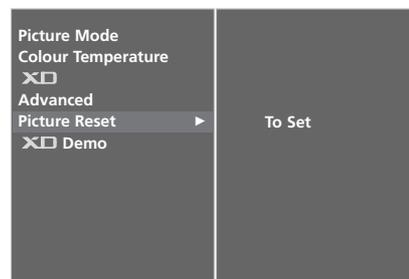 Picture Mode
Colour Temperature
XD
Advanced
Picture Reset ►
To Set
XD Demo